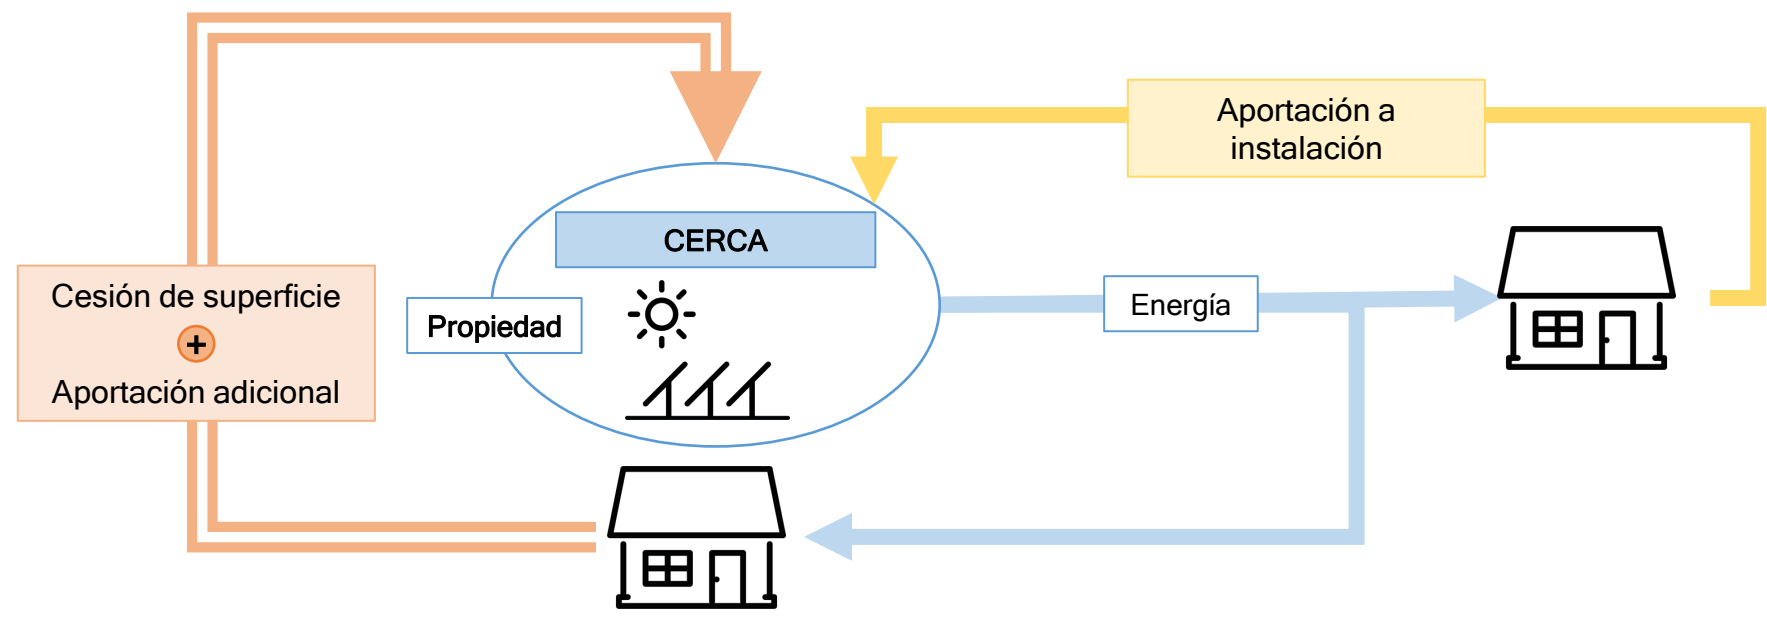 Aportación a
instalación
CERCA
Cesión de superficie
+
Aportación adicional
Propiedad
Energía